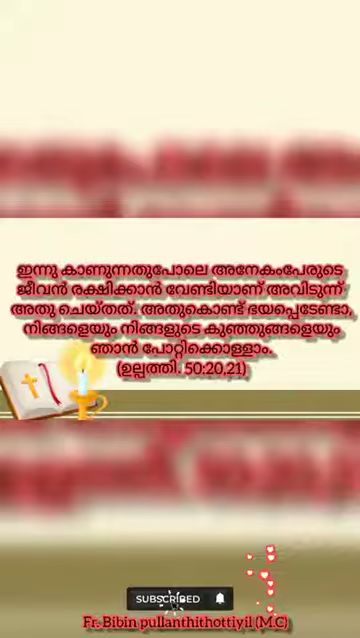 ഇന്നു കാണുന്നതുപോലെ അനേകംപേരുടെ
ജീവൻ രക്ഷിക്കാൻ വേണ്ടിയാണ് അവിടുന്ന്
അതു ചെയ്തത്. അതുകൊണ്ട് ഭയപ്പെടേണ്ടാ,
നിങ്ങളെയും നിങ്ങളുടെ കുഞ്ഞുങ്ങളെയും
ഞാൻ പോറ്റിക്കൊള്ളാം.
(ഉല്പത്തി. 50:20,21)
SUBSCRIBED
Fr. Bibin pullanthithottiyil (M.C)